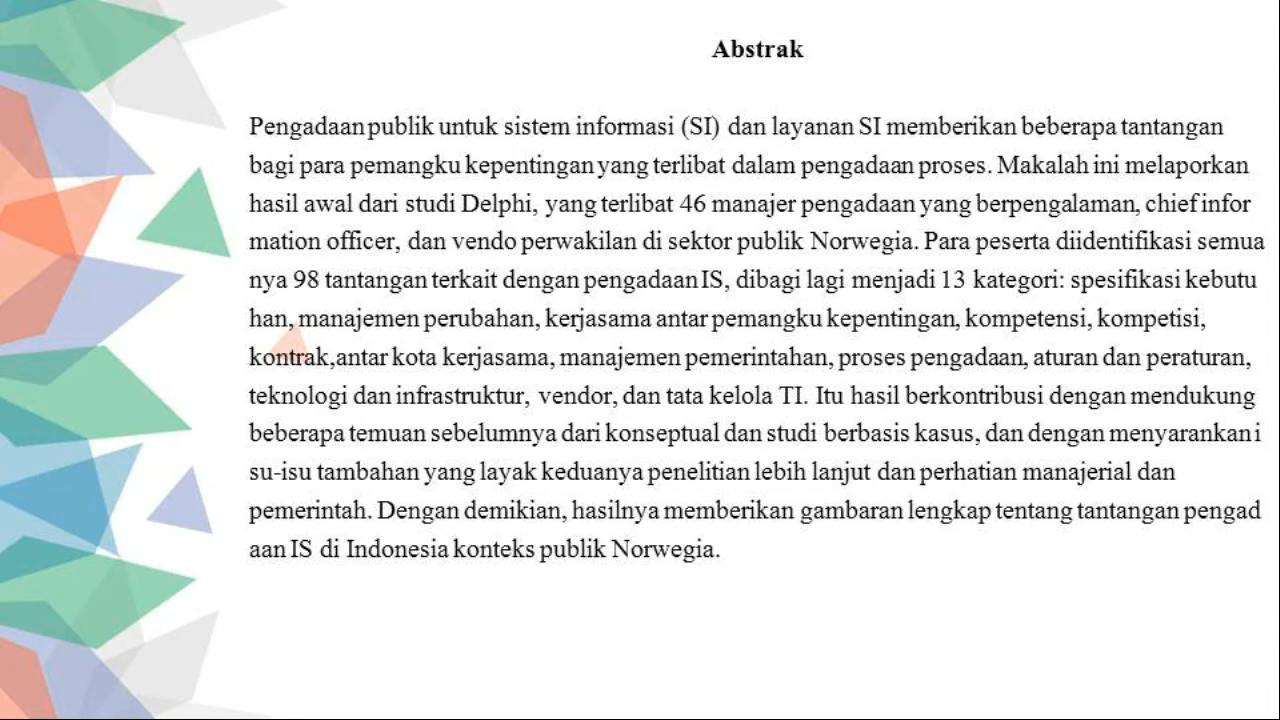 Abstrak
Pengadaan publik untuk sistem informasi (SI) dan layanan SI memberikan beberapa tantangan
bagi para pemangku kepentingan yang terlibat dalam pengadaan proses. Makalah ini melaporkan
hasil awal dari studi Delphi, yang terlibat 46 manajer pengadaan yang berpengalaman, chief infor
mation officer, dan vendo perwakilan di sektor publik Norwegia. Para peserta diidentifikasi semua
nya 98 tantangan terkait dengan pengadaan IS, dibagi lagi menjadi 13 kategori: spesifikasi kebutu
han, manajemen perubahan, kerjasama antar pemangku kepentingan, kompetensi, kompetisi,
kontrak,antar kota kerjasama, manajemen pemerintahan, proses pengadaan, aturan dan peraturan,
teknologi dan infrastruktur, vendor, dan tata kelola TI. Itu hasil berkontribusi dengan mendukung
beberapa temuan sebelumnya dari konseptual dan studi berbasis kasus, dan dengan menyarankan i
su-isu tambahan yang layak keduanya penelitian lebih lanjut dan perhatian manajerial dan
pemerintah. Dengan demikian, hasilnya memberikan gambaran lengkap tentang tantangan pengad
aan IS di Indonesia konteks publik Norwegia.